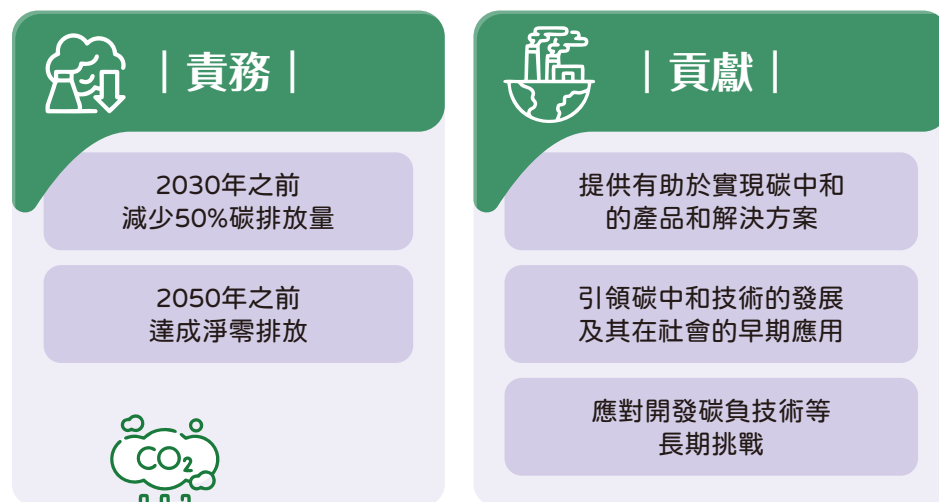 ｜責務｜
2030年之前
減少50%碳排放量
2050年之前
達成淨零排放
CO₂
｜貢獻｜
提供有助於實現碳中和
的產品和解決方案
引領碳中和技術的發展
及其在社會的早期應用
應對開發碳負技術等
長期挑戰